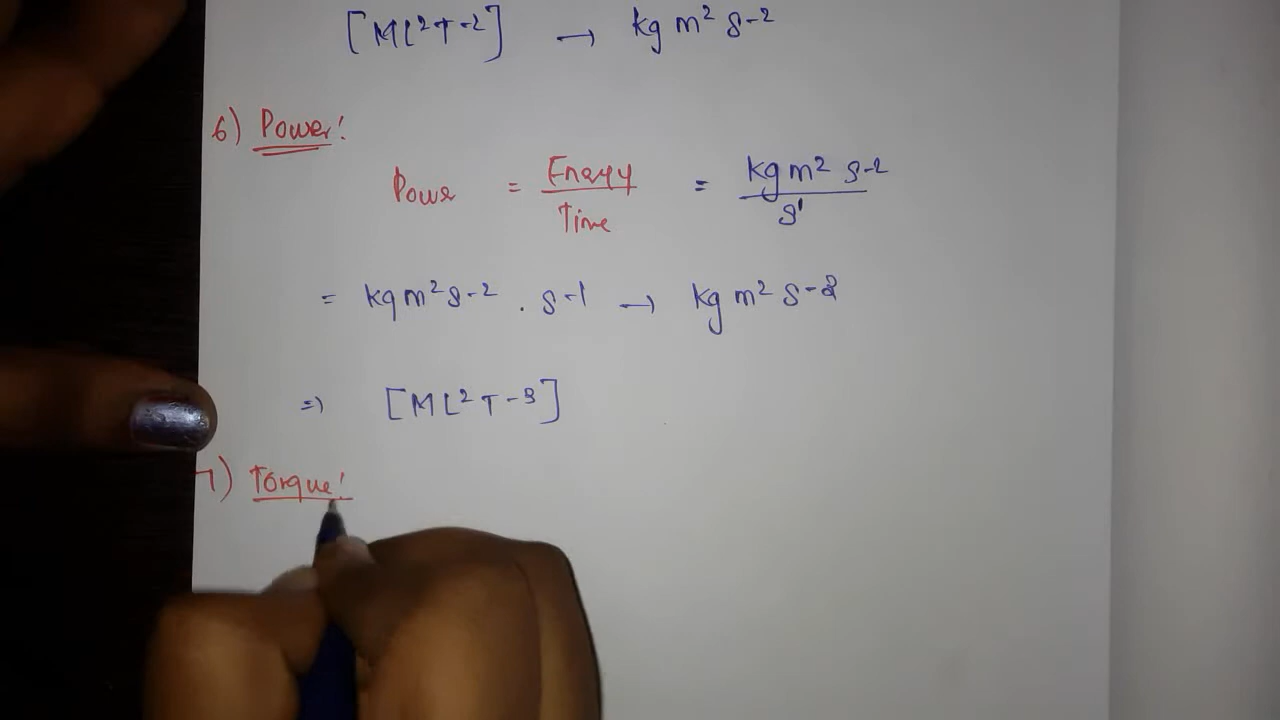 [ML²T-2] → kg m² s-2
6) Power:
Power = Energy / Time = kg m² s-2 / s¹
= kg m² s-2 . s-1 → kg m² s-3
⇒ [ML²T-3]
7) Torque: